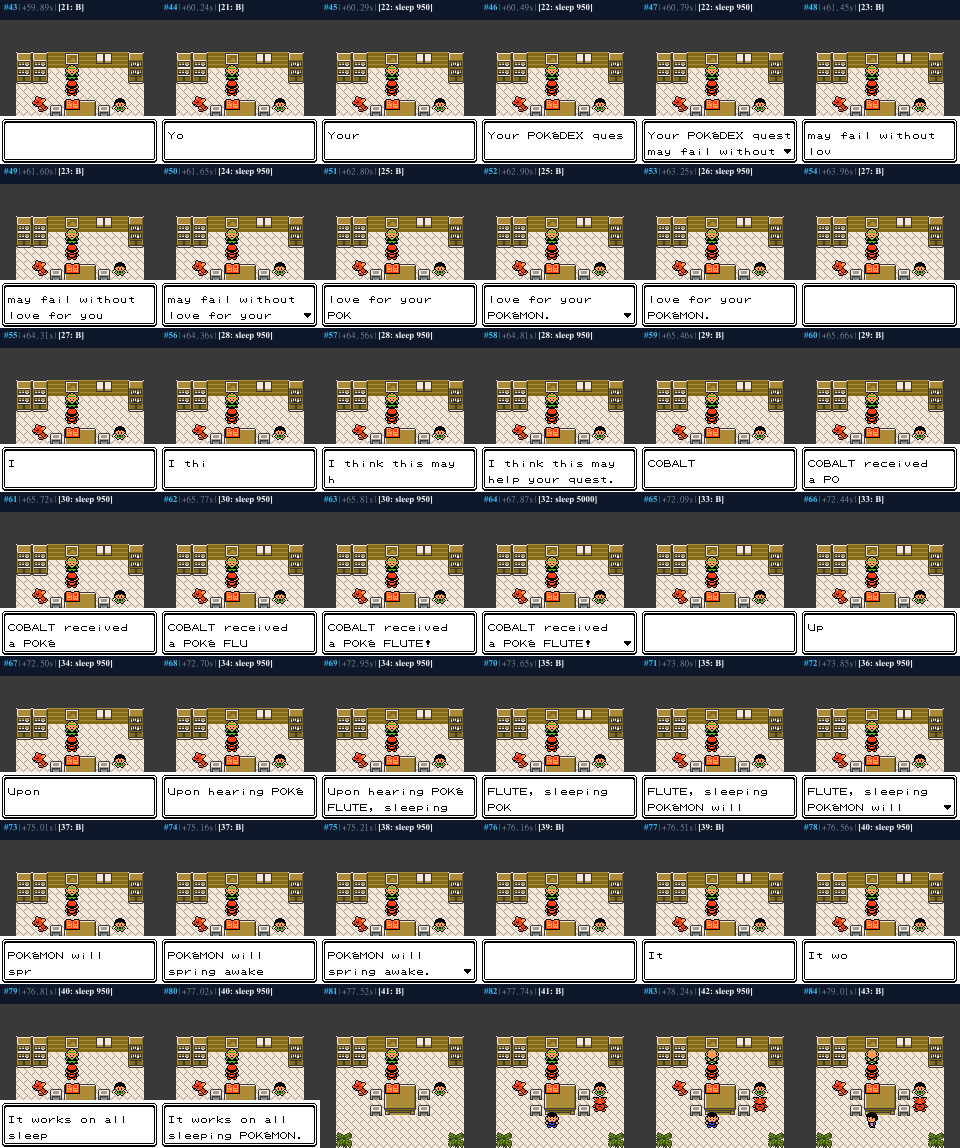 #43|+59.89s| [21: B]
#44|+60.24s| [21: B]
Yo
#45|+60.29s| [22: sleep 950]
Your
#46|+60.49s| [22: sleep 950]
Your POKéDEX ques
#47|+60.79s| [22: sleep 950]
Your POKéDEX quest
may fail without ▼
#48|+61.45s| [23: B]
may fail without
lov
#49|+61.60s| [23: B]
may fail without
love for you
#50|+61.65s| [24: sleep 950]
may fail without
love for your ▼
#51|+62.80s| [25: B]
love for your
POK
#52|+62.90s| [25: B]
love for your
POKéMON. ▼
#53|+63.25s| [26: sleep 950]
love for your
POKéMON.
#54|+63.96s| [27: B]
#55|+64.31s| [27: B]
I
#56|+64.36s| [28: sleep 950]
I thi
#57|+64.56s| [28: sleep 950]
I think this may
h
#58|+64.81s| [28: sleep 950]
I think this may
help your quest.
#59|+65.46s| [29: B]
COBALT
#60|+65.66s| [29: B]
COBALT received
a PO
#61|+65.72s| [30: sleep 950]
COBALT received
a POKé
#62|+65.77s| [30: sleep 950]
COBALT received
a POKé FLU
#63|+65.81s| [30: sleep 950]
COBALT received
a POKé FLUTE!
#64|+67.87s| [32: sleep 5000]
COBALT received
a POKé FLUTE! ▼
#65|+72.09s| [33: B]
#66|+72.44s| [33: B]
Up
#67|+72.50s| [34: sleep 950]
Upon
#68|+72.70s| [34: sleep 950]
Upon hearing POKé
#69|+72.95s| [34: sleep 950]
Upon hearing POKé
FLUTE, sleeping
#70|+73.65s| [35: B]
FLUTE, sleeping
POK
#71|+73.80s| [35: B]
FLUTE, sleeping
POKéMON will
#72|+73.85s| [36: sleep 950]
FLUTE, sleeping
POKéMON will ▼
#73|+75.01s| [37: B]
POKéMON will
spr
#74|+75.16s| [37: B]
POKéMON will
spring awake
#75|+75.21s| [38: sleep 950]
POKéMON will
spring awake. ▼
#76|+76.16s| [39: B]
#77|+76.51s| [39: B]
It
#78|+76.56s| [40: sleep 950]
It wo
#79|+76.81s| [40: sleep 950]
It works on all
sleep
#80|+77.02s| [40: sleep 950]
It works on all
sleeping POKéMON.
#81|+77.52s| [41: B]
#82|+77.74s| [41: B]
#83|+78.24s| [42: sleep 950]
#84|+79.01s| [43: B]